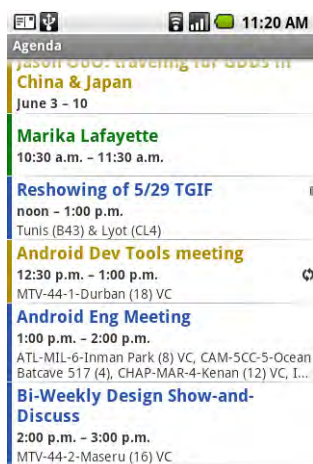 11:20 AM
Agenda
China & Japan
June 3 – 10
Marika Lafayette
10:30 a.m. – 11:30 a.m.
Reshowing of 5/29 TGIF
noon – 1:00 p.m.
Tunis (B43) & Lyot (CL4)
Android Dev Tools meeting
12:30 p.m. – 1:00 p.m.
MTV-44-1-Durban (18) VC
Android Eng Meeting
1:00 p.m. – 2:00 p.m.
ATL-MIL-6-Inman Park (8) VC, CAM-5CC-5-Ocean
Batcave 517 (4), CHAP-MAR-4-Kenan (12) VC, I...
Bi-Weekly Design Show-and-
Discuss
2:00 p.m. – 3:00 p.m.
MTV-44-2-Maseru (16) VC